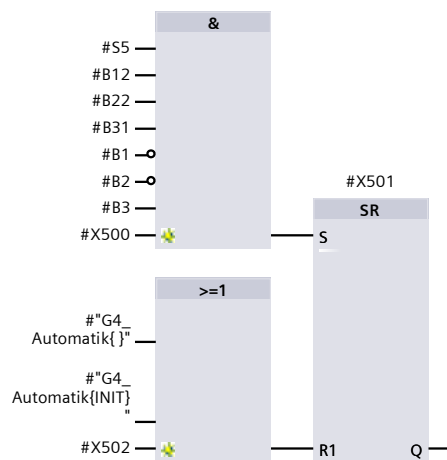 &
#S5
#B12
#B22
#B31
#B1
#B2
#B3
#X500
#X501
SR
S
>=1
#"G4_
Automatik{ }"
#"G4_
Automatik{INIT}
"
#X502
R1
Q